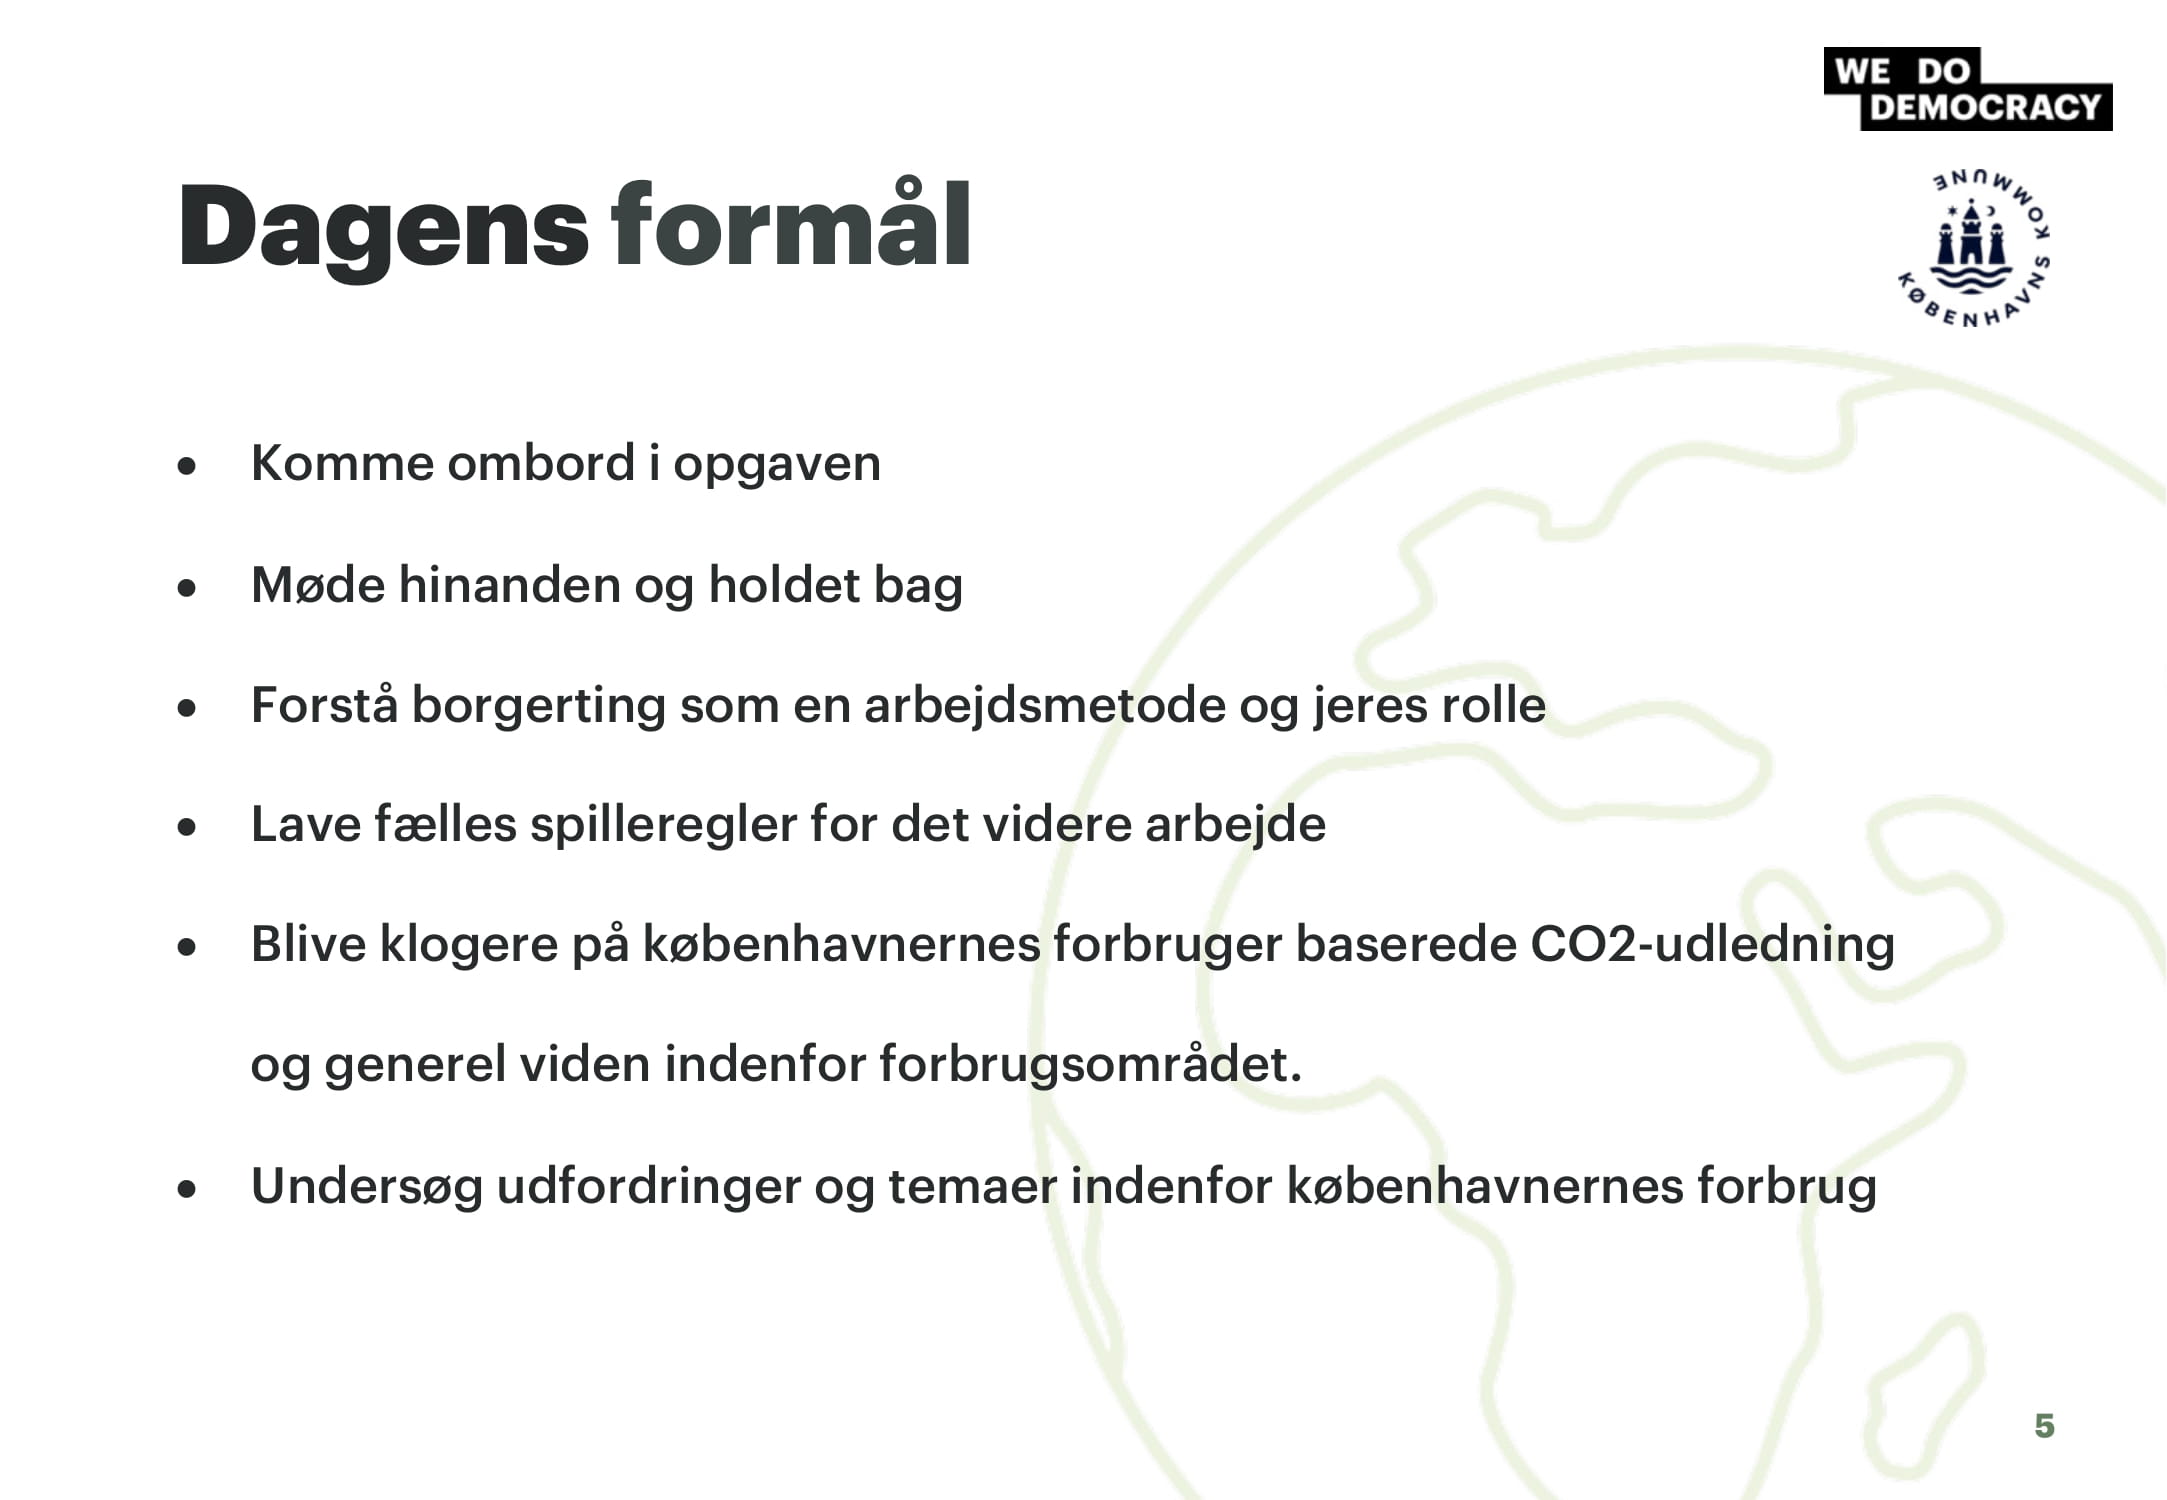 WE DO
DEMOCRACY
KØBENHAVNS KOMMUNE
Dagens formål
• Komme ombord i opgaven
• Møde hinanden og holdet bag
• Forstå borgerting som en arbejdsmetode og jeres rolle
• Lave fælles spilleregler for det videre arbejde
• Blive klogere på københavnernes forbruger baserede CO2-udledning
og generel viden indenfor forbrugsområdet.
• Undersøg udfordringer og temaer indenfor københavnernes forbrug
5